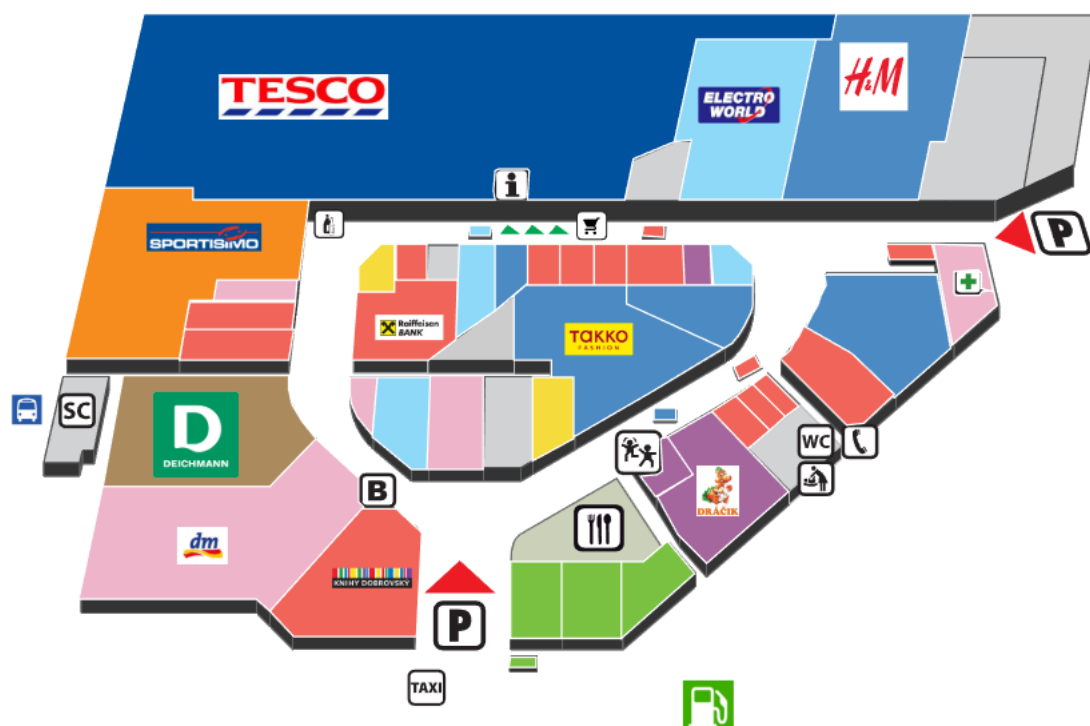 TESCO
ELECTRO
WORLD
H&M
i
SPORTISIMO
P
Raiffeisen
BANK
TAKKO
FASHION
SC
D
DEICHMANN
WC
B
DRÁČIK
dm
KNIHY DOBROVSKÝ
P
TAXI